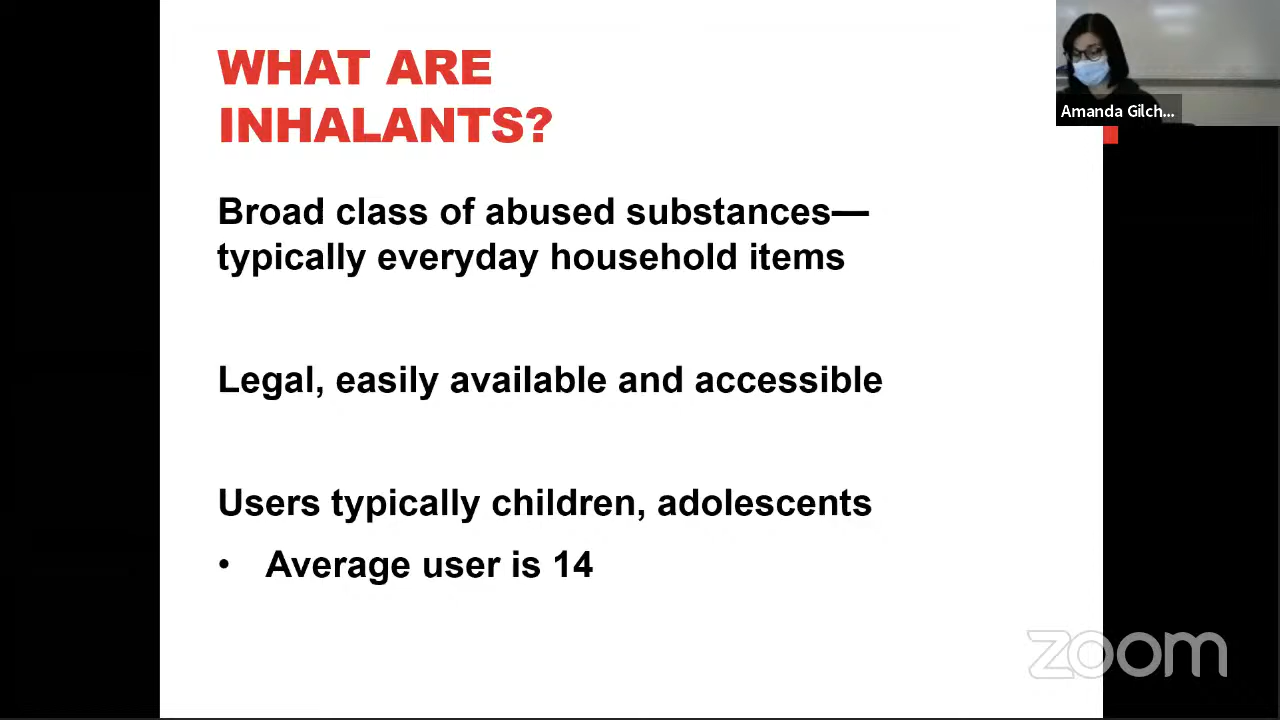 WHAT ARE
INHALANTS?
Amanda Gilch...
Broad class of abused substances—
typically everyday household items
Legal, easily available and accessible
Users typically children, adolescents
• Average user is 14
zoom